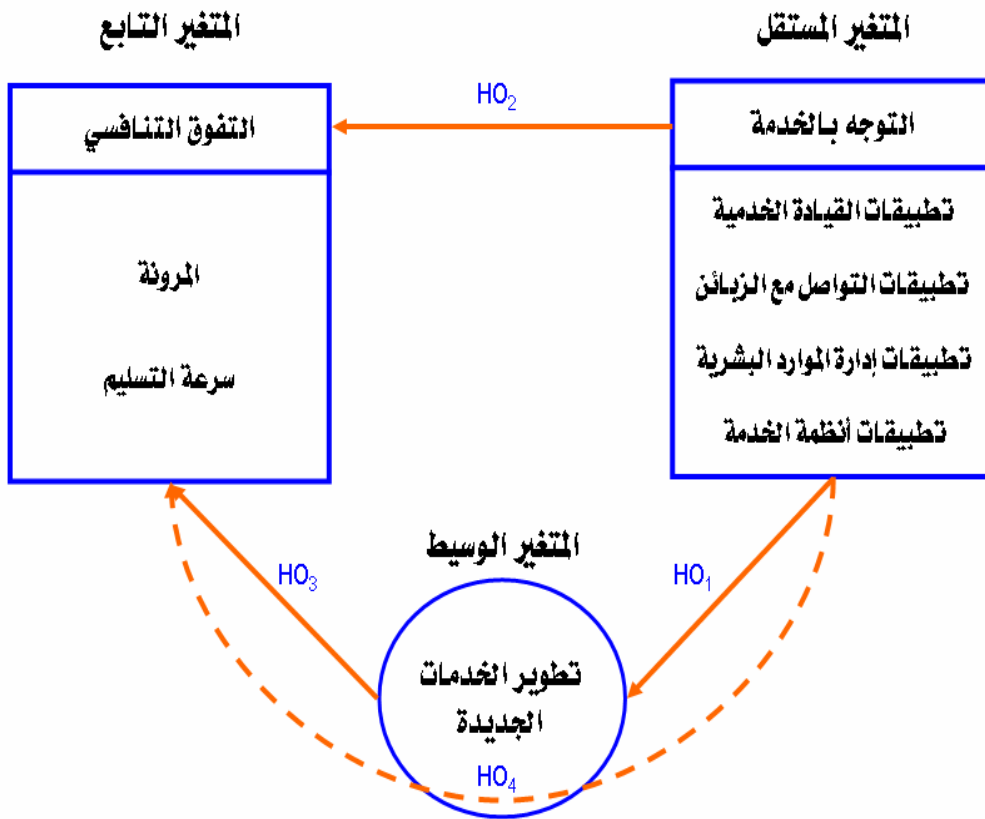 المتغير المستقل
المتغير التابع
التوجه بالخدمة
HO₂
التفوق التنافسي
تطبيقات القيادة الخدمية
تطبيقات التواصل مع الزبائن
تطبيقات إدارة الموارد البشرية
تطبيقات أنظمة الخدمة
المرونة
سرعة التسليم
المتغير الوسيط
HO₁
HO₃
تطوير الخدمات
الجديدة
HO₄